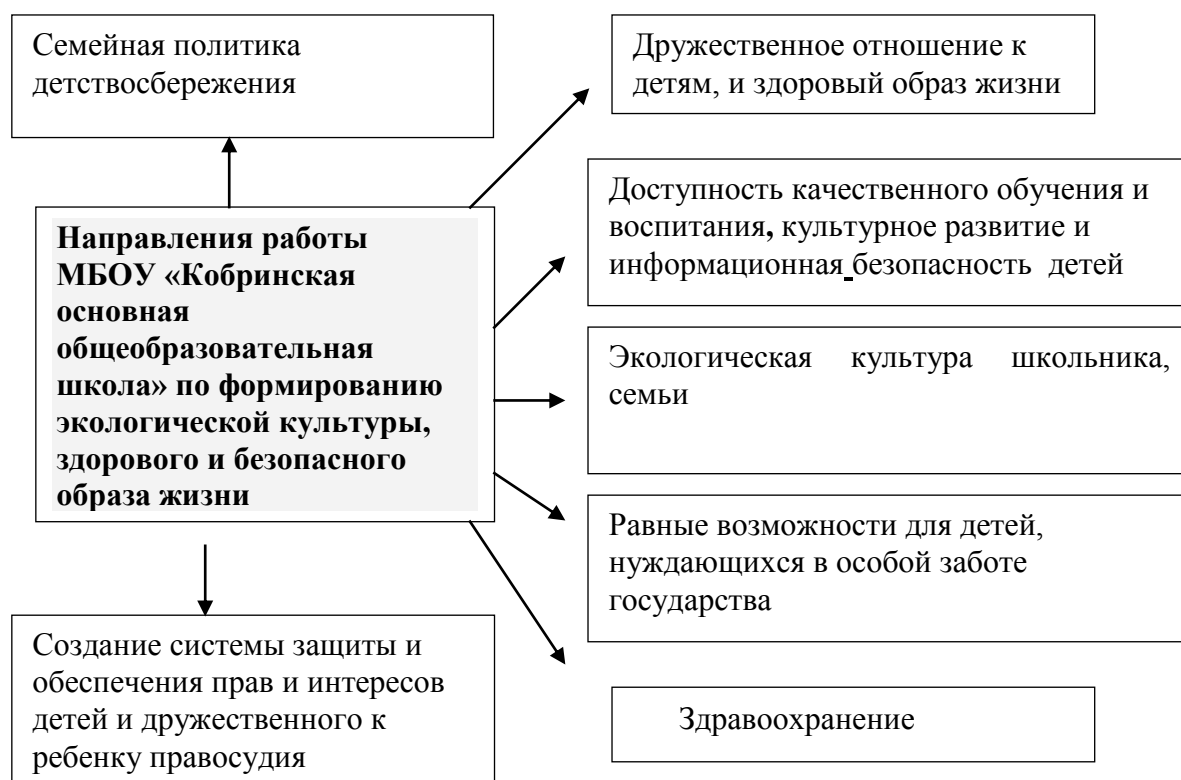 Семейная политика
детствосбережения
Дружественное отношение к
детям, и здоровый образ жизни
Доступность качественного обучения и
воспитания, культурное развитие и
информационная безопасность детей
Направления работы
МБОУ «Кобринская
основная
общеобразовательная
школа» по формированию
экологической культуры,
здорового и безопасного
образа жизни
Экологическая культура школьника,
семьи
Равные возможности для детей,
нуждающихся в особой заботе
государства
Создание системы защиты и
обеспечения прав и интересов
детей и дружественного к
ребенку правосудия
Здравоохранение